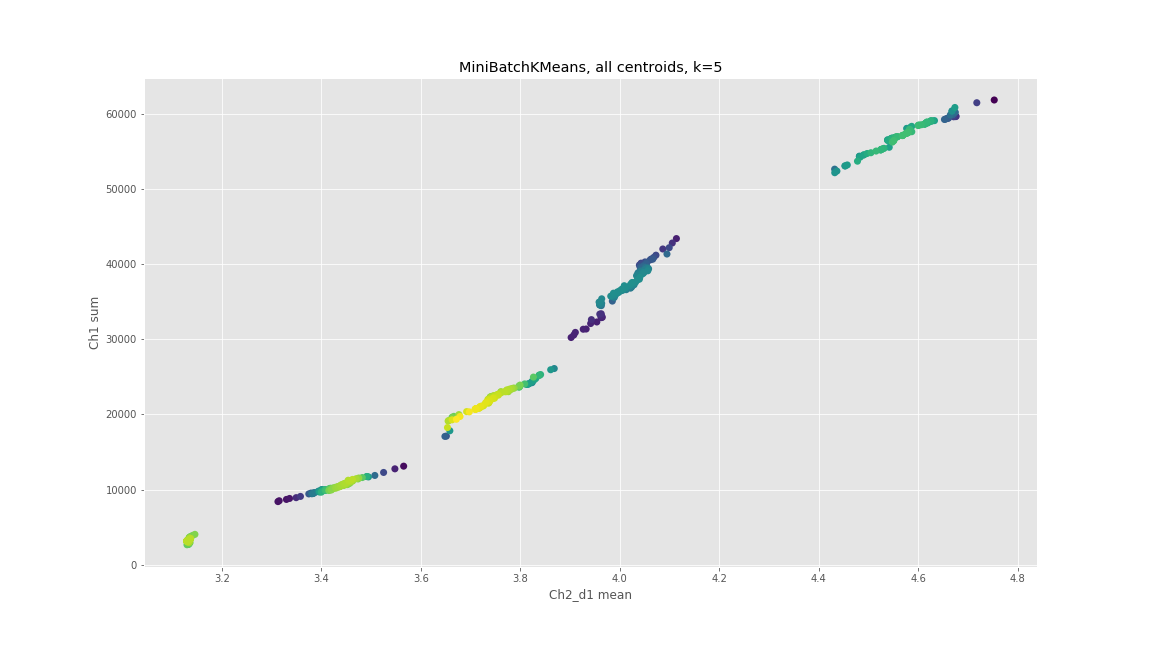 MiniBatchKMeans, all centroids, k=5
60000
50000
40000
30000
20000
10000
0
Ch1 sum
3.2 3.4 3.6 3.8 4.0 4.2 4.4 4.6 4.8
Ch2_d1 mean